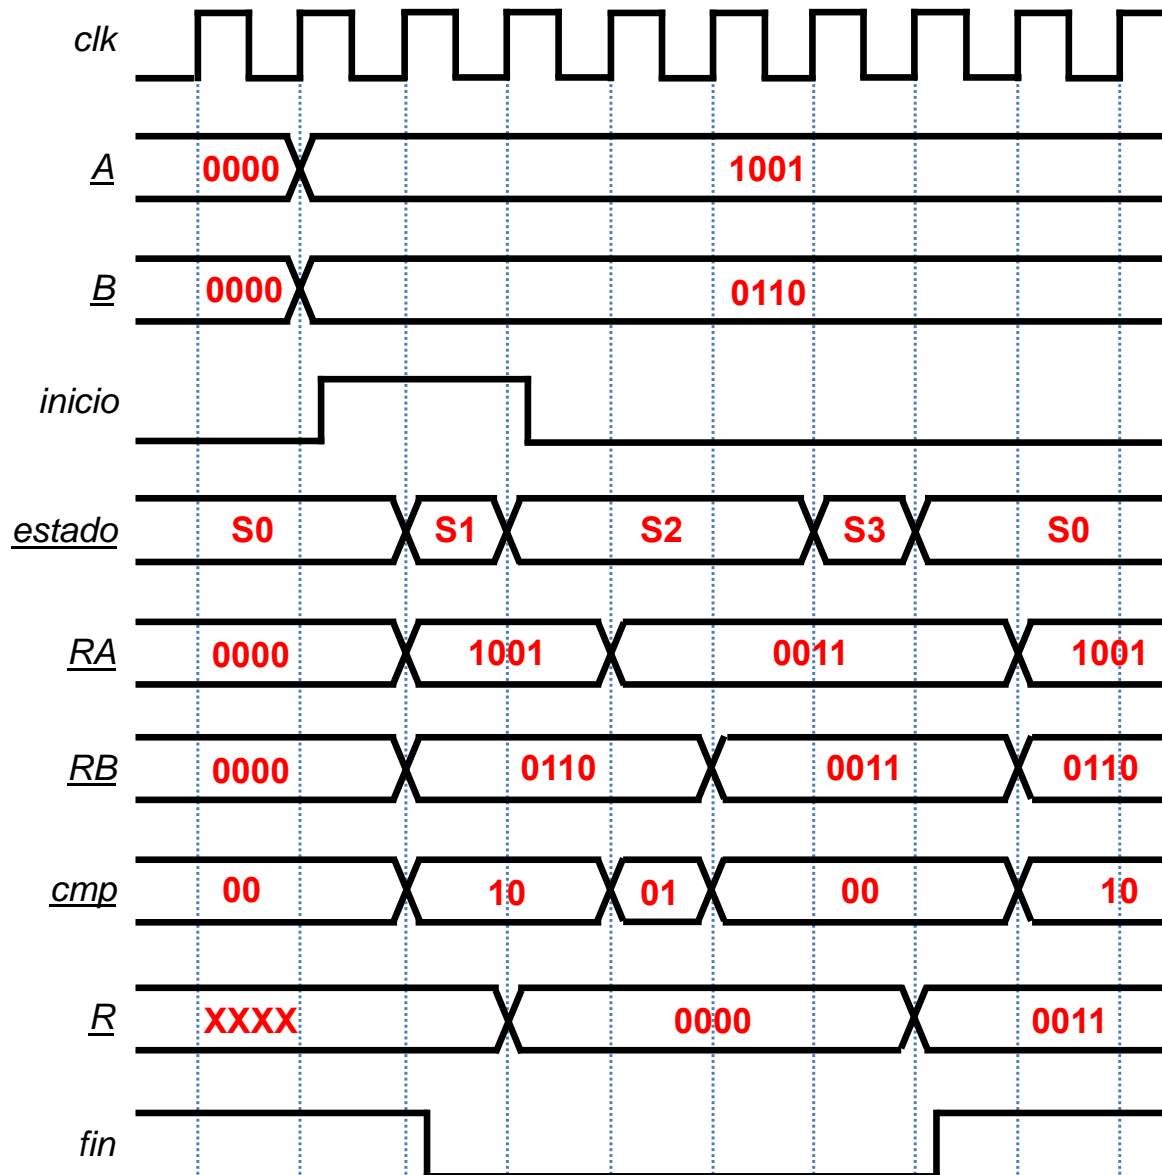 clk
A 0000 1001
B 0000 0110
inicio
estado S0 S1 S2 S3 S0
RA 0000 1001 0011 1001
RB 0000 0110 0011 0110
cmp 00 10 01 00 10
R XXXX 0000 0011
fin